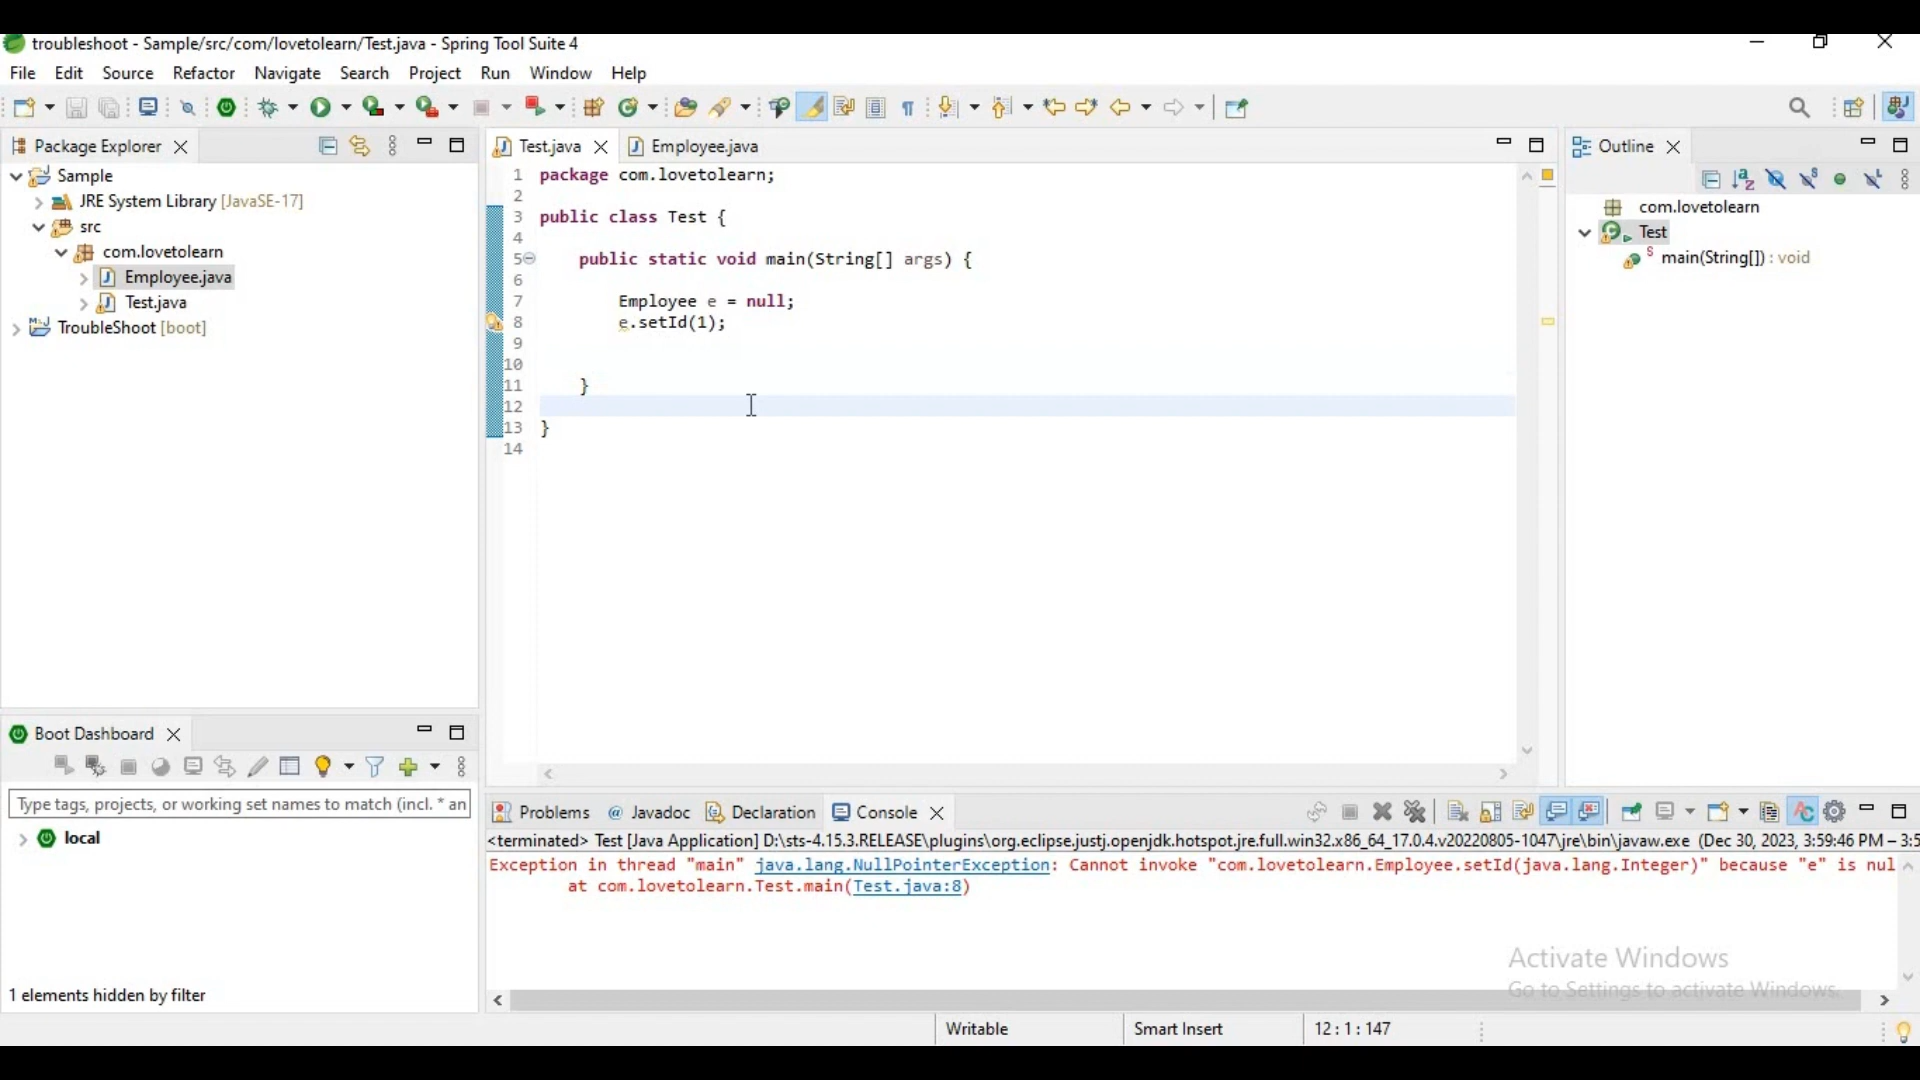 troubleshoot - Sample/src/com/lovetolearn/Test.java - Spring Tool Suite 4
File Edit Source Refactor Navigate Search Project Run Window Help
Package Explorer
Sample
JRE System Library [JavaSE-17]
src
com.lovetolearn
Employee.java
Test.java
TroubleShoot [boot]
Test.java Employee.java
1 package com.lovetolearn;
2
3 public class Test {
4
5 public static void main(String[] args) {
6
7 Employee e = null;
8 e.setId(1);
9
10
11 }
12
13 }
14
Outline
com.lovetolearn
Test
main(String[]) : void
Boot Dashboard
Type tags, projects, or working set names to match (incl. * an
local
1 elements hidden by filter
Problems Javadoc Declaration Console
<terminated> Test [Java Application] D:\sts-4.15.3.RELEASE\plugins\org.eclipse.justj.openjdk.hotspot.jre.full.win32.x86_64_17.0.4.v20220805-1047\jre\bin\javaw.exe (Dec 30, 2023, 3:59:46 PM – 3:5
Exception in thread "main" java.lang.NullPointerException: Cannot invoke "com.lovetolearn.Employee.setId(java.lang.Integer)" because "e" is nul
at com.lovetolearn.Test.main(Test.java:8)
Activate Windows
Go to Settings to activate Windows.
Writable Smart Insert 12 : 1 : 147